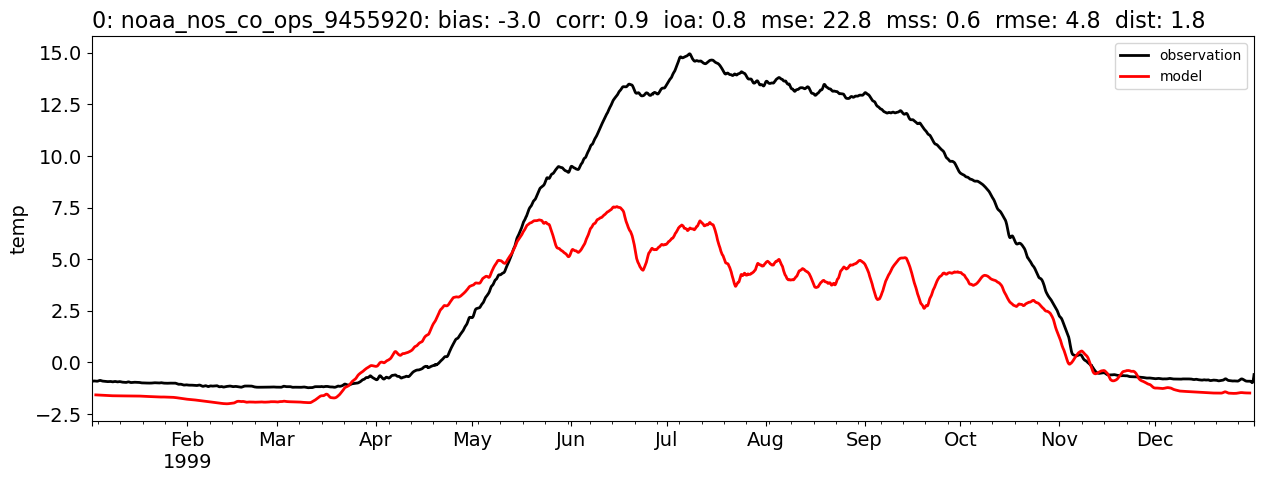 0: noaa_nos_co_ops_9455920: bias: -3.0  corr: 0.9  ioa: 0.8  mse: 22.8  mss: 0.6  rmse: 4.8  dist: 1.8
observation
model
temp
15.0
12.5
10.0
7.5
5.0
2.5
0.0
−2.5
Feb Mar Apr May Jun Jul Aug Sep Oct Nov Dec
1999